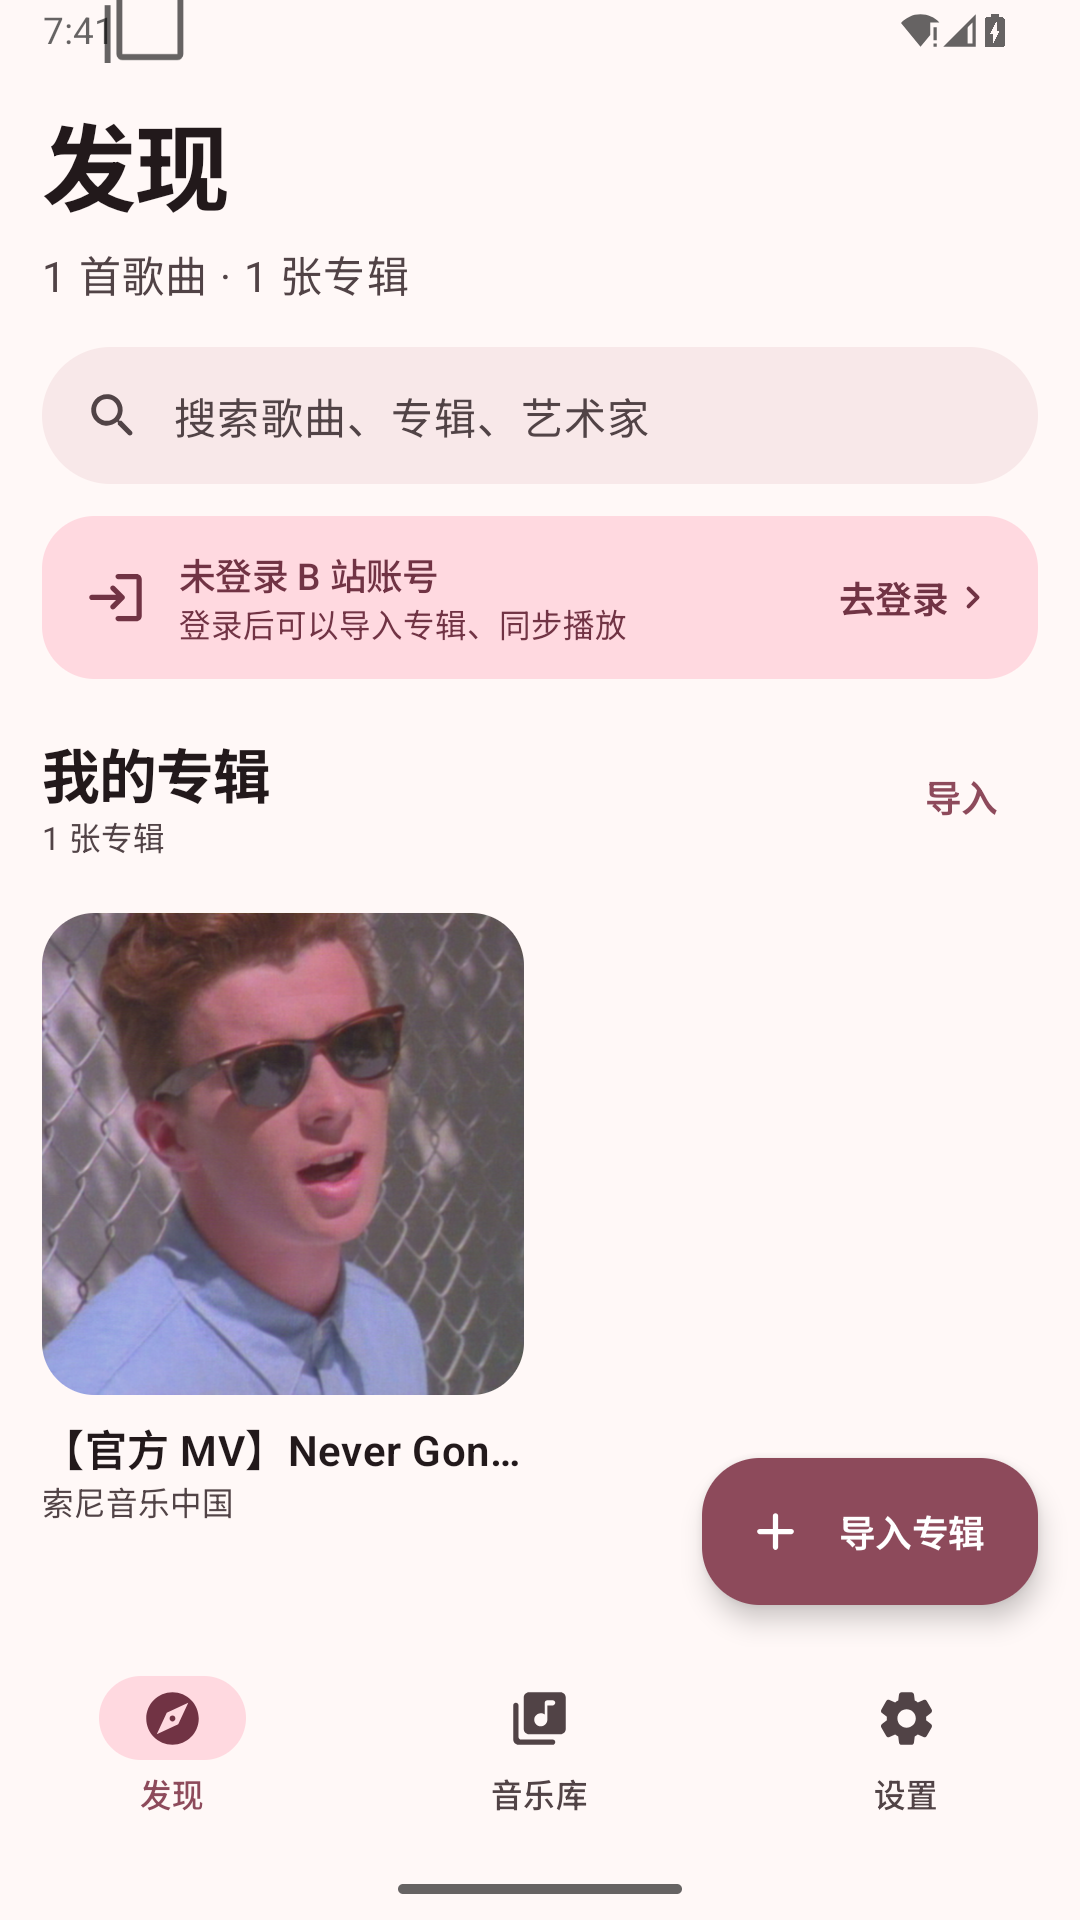 7:41
发现
1 首歌曲 · 1 张专辑
搜索歌曲、专辑、艺术家
未登录 B 站账号
登录后可以导入专辑、同步播放
去登录
我的专辑
导入
1 张专辑
【官方 MV】Never Gon...
索尼音乐中国
导入专辑
发现
音乐库
设置